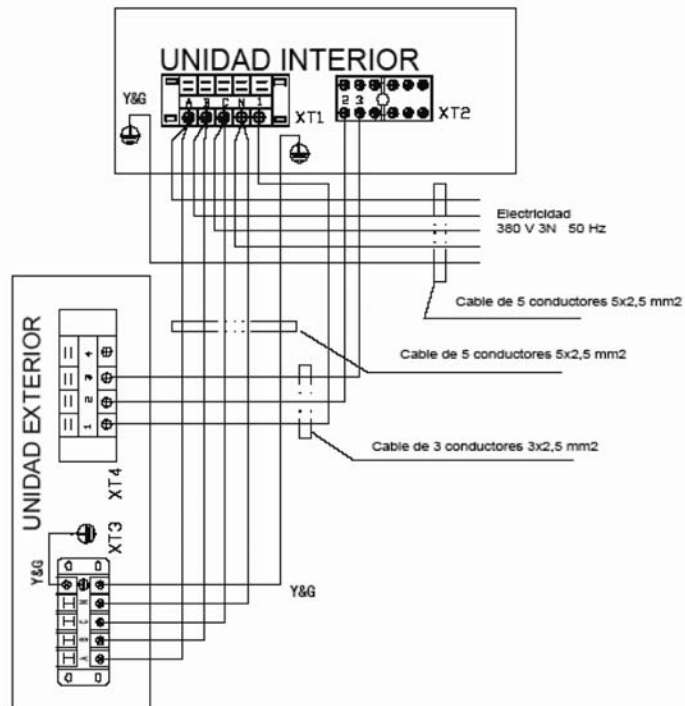 UNIDAD INTERIOR
Y&G
A B C N 1
XT1
2 3
XT2
Electricidad
380 V 3N 50 Hz
Cable de 5 conductores 5x2,5 mm2
Cable de 5 conductores 5x2,5 mm2
Cable de 3 conductores 3x2,5 mm2
UNIDAD EXTERIOR
4
3
2
1
XT4
XT3
Y&G
Y&G
N
C
B
A